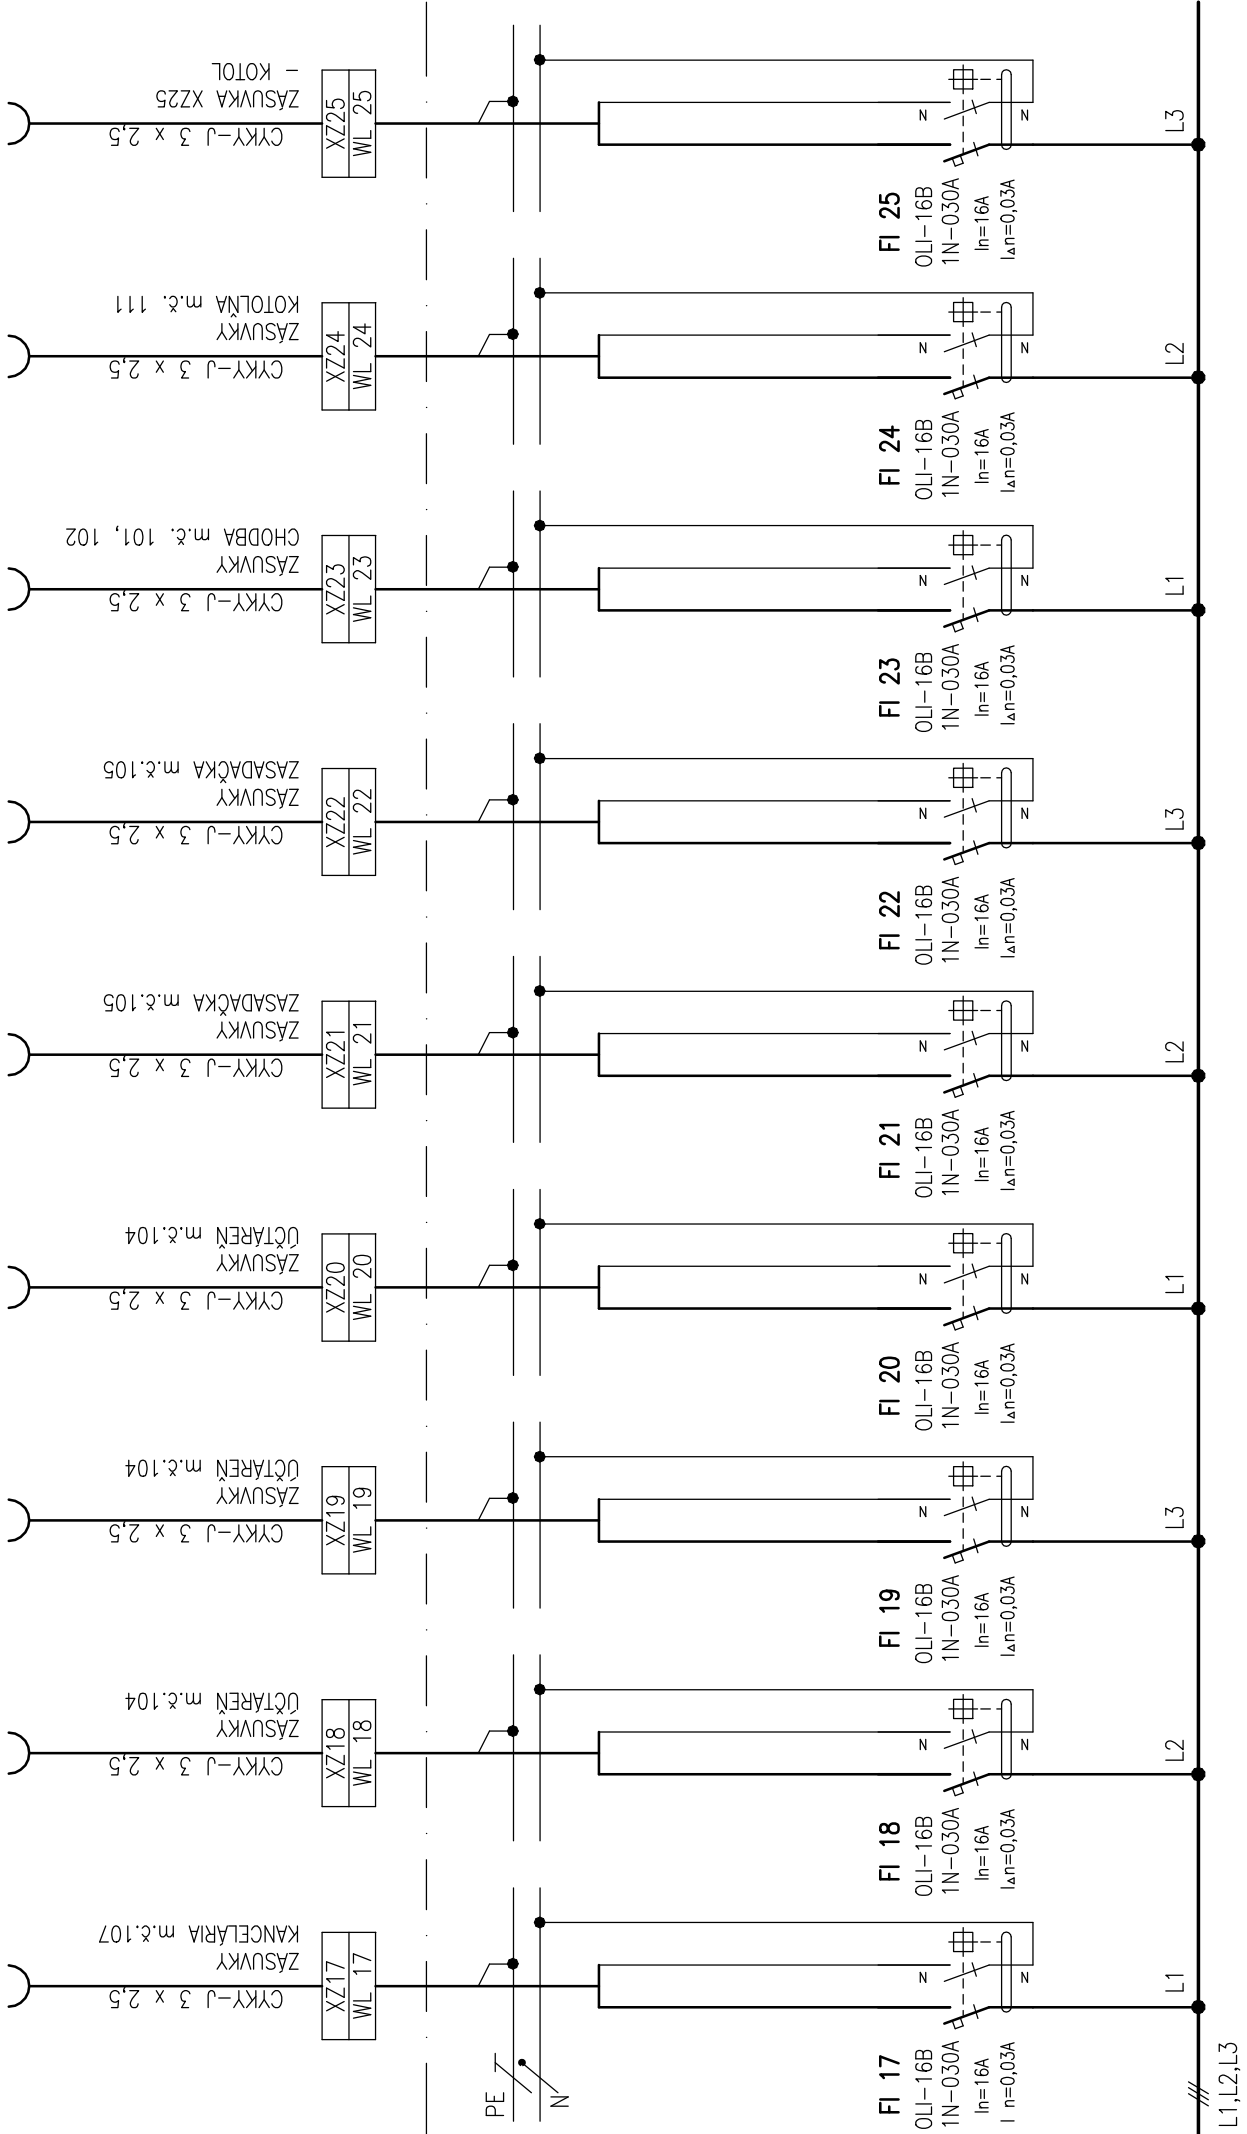 CYKY-J 3 x 2,5
ZÁSUVKY
KANCELÁRIA m.č.107
XZ17
WL 17
PE
N
FI 17
OLI-16B
1N-030A
In=16A
I n=0,03A
N
N
L1
L1,L2,L3
CYKY-J 3 x 2,5
ZÁSUVKY
ÚČTÁREŇ m.č.104
XZ18
WL 18
FI 18
OLI-16B
1N-030A
In=16A
IΔn=0,03A
N
N
L2
CYKY-J 3 x 2,5
ZÁSUVKY
ÚČTÁREŇ m.č.104
XZ19
WL 19
FI 19
OLI-16B
1N-030A
In=16A
IΔn=0,03A
N
N
L3
CYKY-J 3 x 2,5
ZÁSUVKY
ÚČTÁREŇ m.č.104
XZ20
WL 20
FI 20
OLI-16B
1N-030A
In=16A
IΔn=0,03A
N
N
L1
CYKY-J 3 x 2,5
ZÁSUVKY
ZASADAČKA m.č.105
XZ21
WL 21
FI 21
OLI-16B
1N-030A
In=16A
IΔn=0,03A
N
N
L2
CYKY-J 3 x 2,5
ZÁSUVKY
ZASADAČKA m.č.105
XZ22
WL 22
FI 22
OLI-16B
1N-030A
In=16A
IΔn=0,03A
N
N
L3
CYKY-J 3 x 2,5
ZÁSUVKY
CHODBA m.č. 101, 102
XZ23
WL 23
FI 23
OLI-16B
1N-030A
In=16A
IΔn=0,03A
N
N
L1
CYKY-J 3 x 2,5
ZÁSUVKY
KOTOLŇA m.č. 111
XZ24
WL 24
FI 24
OLI-16B
1N-030A
In=16A
IΔn=0,03A
N
N
L2
CYKY-J 3 x 2,5
ZÁSUVKA XZ25
- KOTOL
XZ25
WL 25
FI 25
OLI-16B
1N-030A
In=16A
IΔn=0,03A
N
N
L3